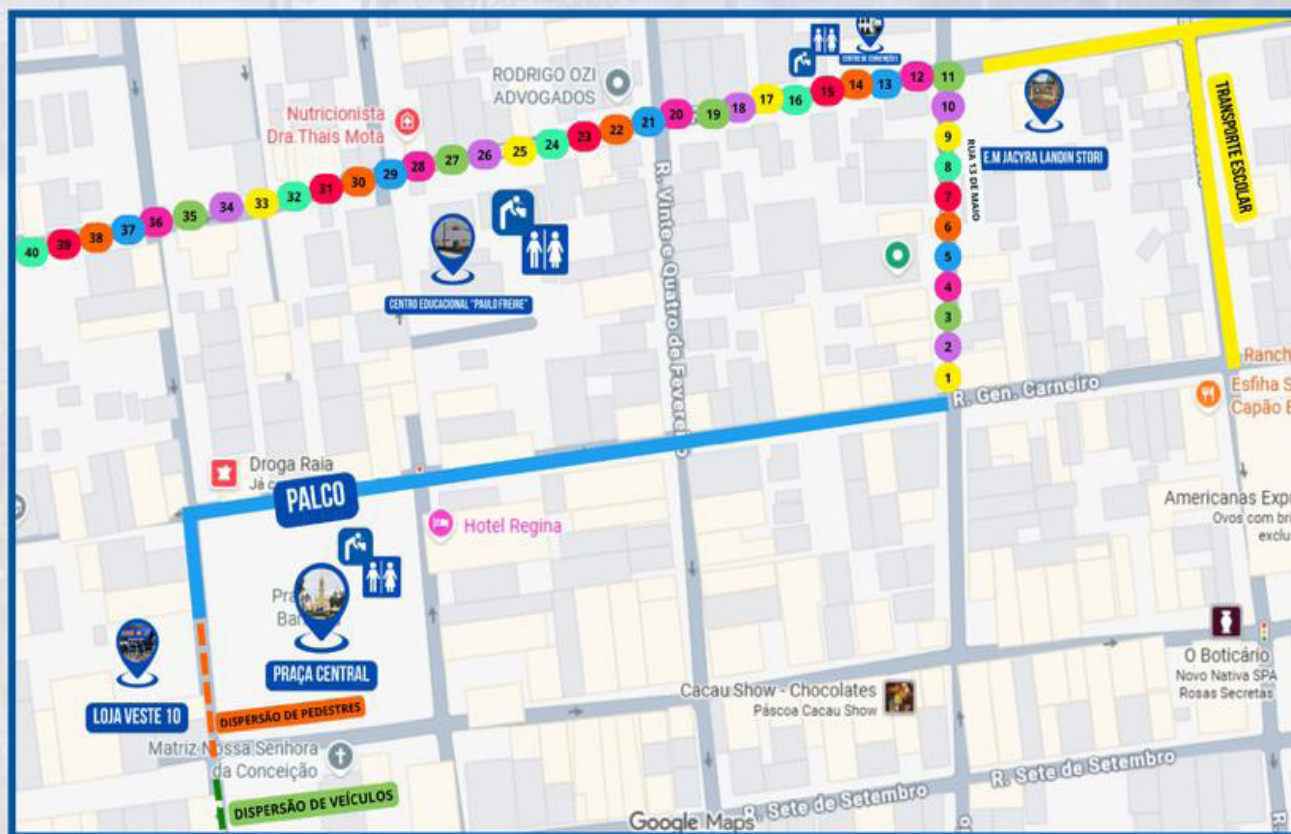 RODRIGO OZI
ADVOGADOS
CENTRO DE CONVENÇÕES
Nutricionista
Dra Thais Mota
E.M JACYRA LANDIN STORI
TRANSPORTE ESCOLAR
RUA 13 DE MAIO
11
12
13
14
15
16
17
18
19
20
21
22
23
24
25
26
27
28
29
30
31
32
33
34
35
36
37
38
39
40
10
9
8
7
6
5
4
3
2
1
R. Vinte e Quatro de Fevereiro
CENTRO EDUCACIONAL "PAULO FREIRE"
R. Gen. Carneiro
Ranch
Esfiha S
Capão B
Droga Raia
PALCO
Hotel Regina
Americanas Expr
Ovos com bri
exclu
PRAÇA CENTRAL
LOJA VESTE 10
DISPERSÃO DE PEDESTRES
O Boticário
Novo Nativa SPA
Rosas Secretas
Cacau Show - Chocolates
Páscoa Cacau Show
Matriz Nossa Senhora
da Conceição
DISPERSÃO DE VEÍCULOS
R. Sete de Setembro
R. Sete de Setembro
Google Maps